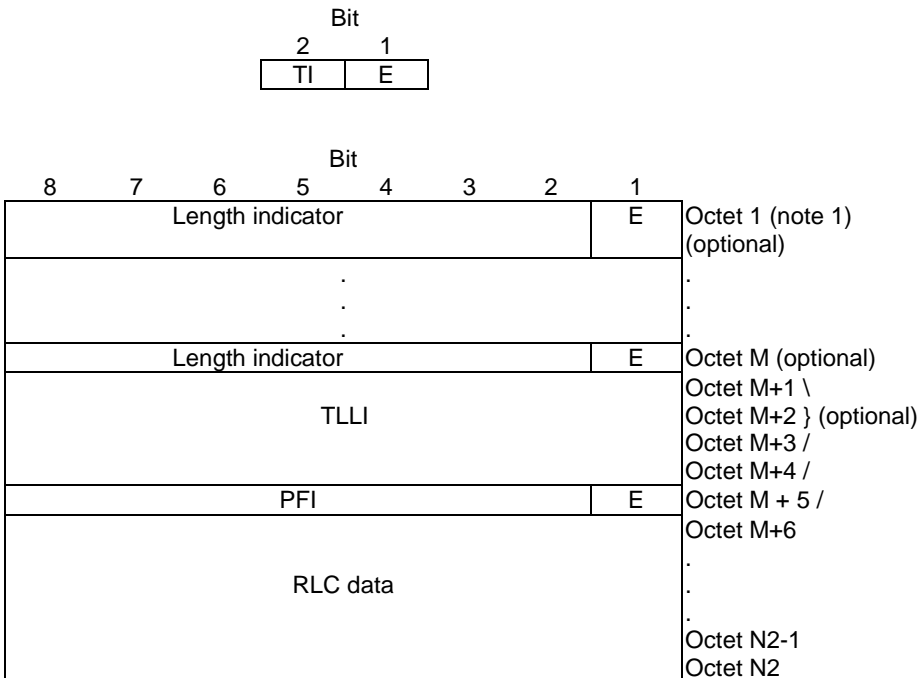 Bit
2 1
TI E
Bit
8 7 6 5 4 3 2 1
Length indicator E Octet 1 (note 1)
(optional)
. .
. .
. .
Length indicator E Octet M (optional)
Octet M+1 \
TLLI Octet M+2 } (optional)
Octet M+3 /
Octet M+4 /
PFI E Octet M + 5 /
Octet M+6
.
RLC data .
.
Octet N2-1
Octet N2